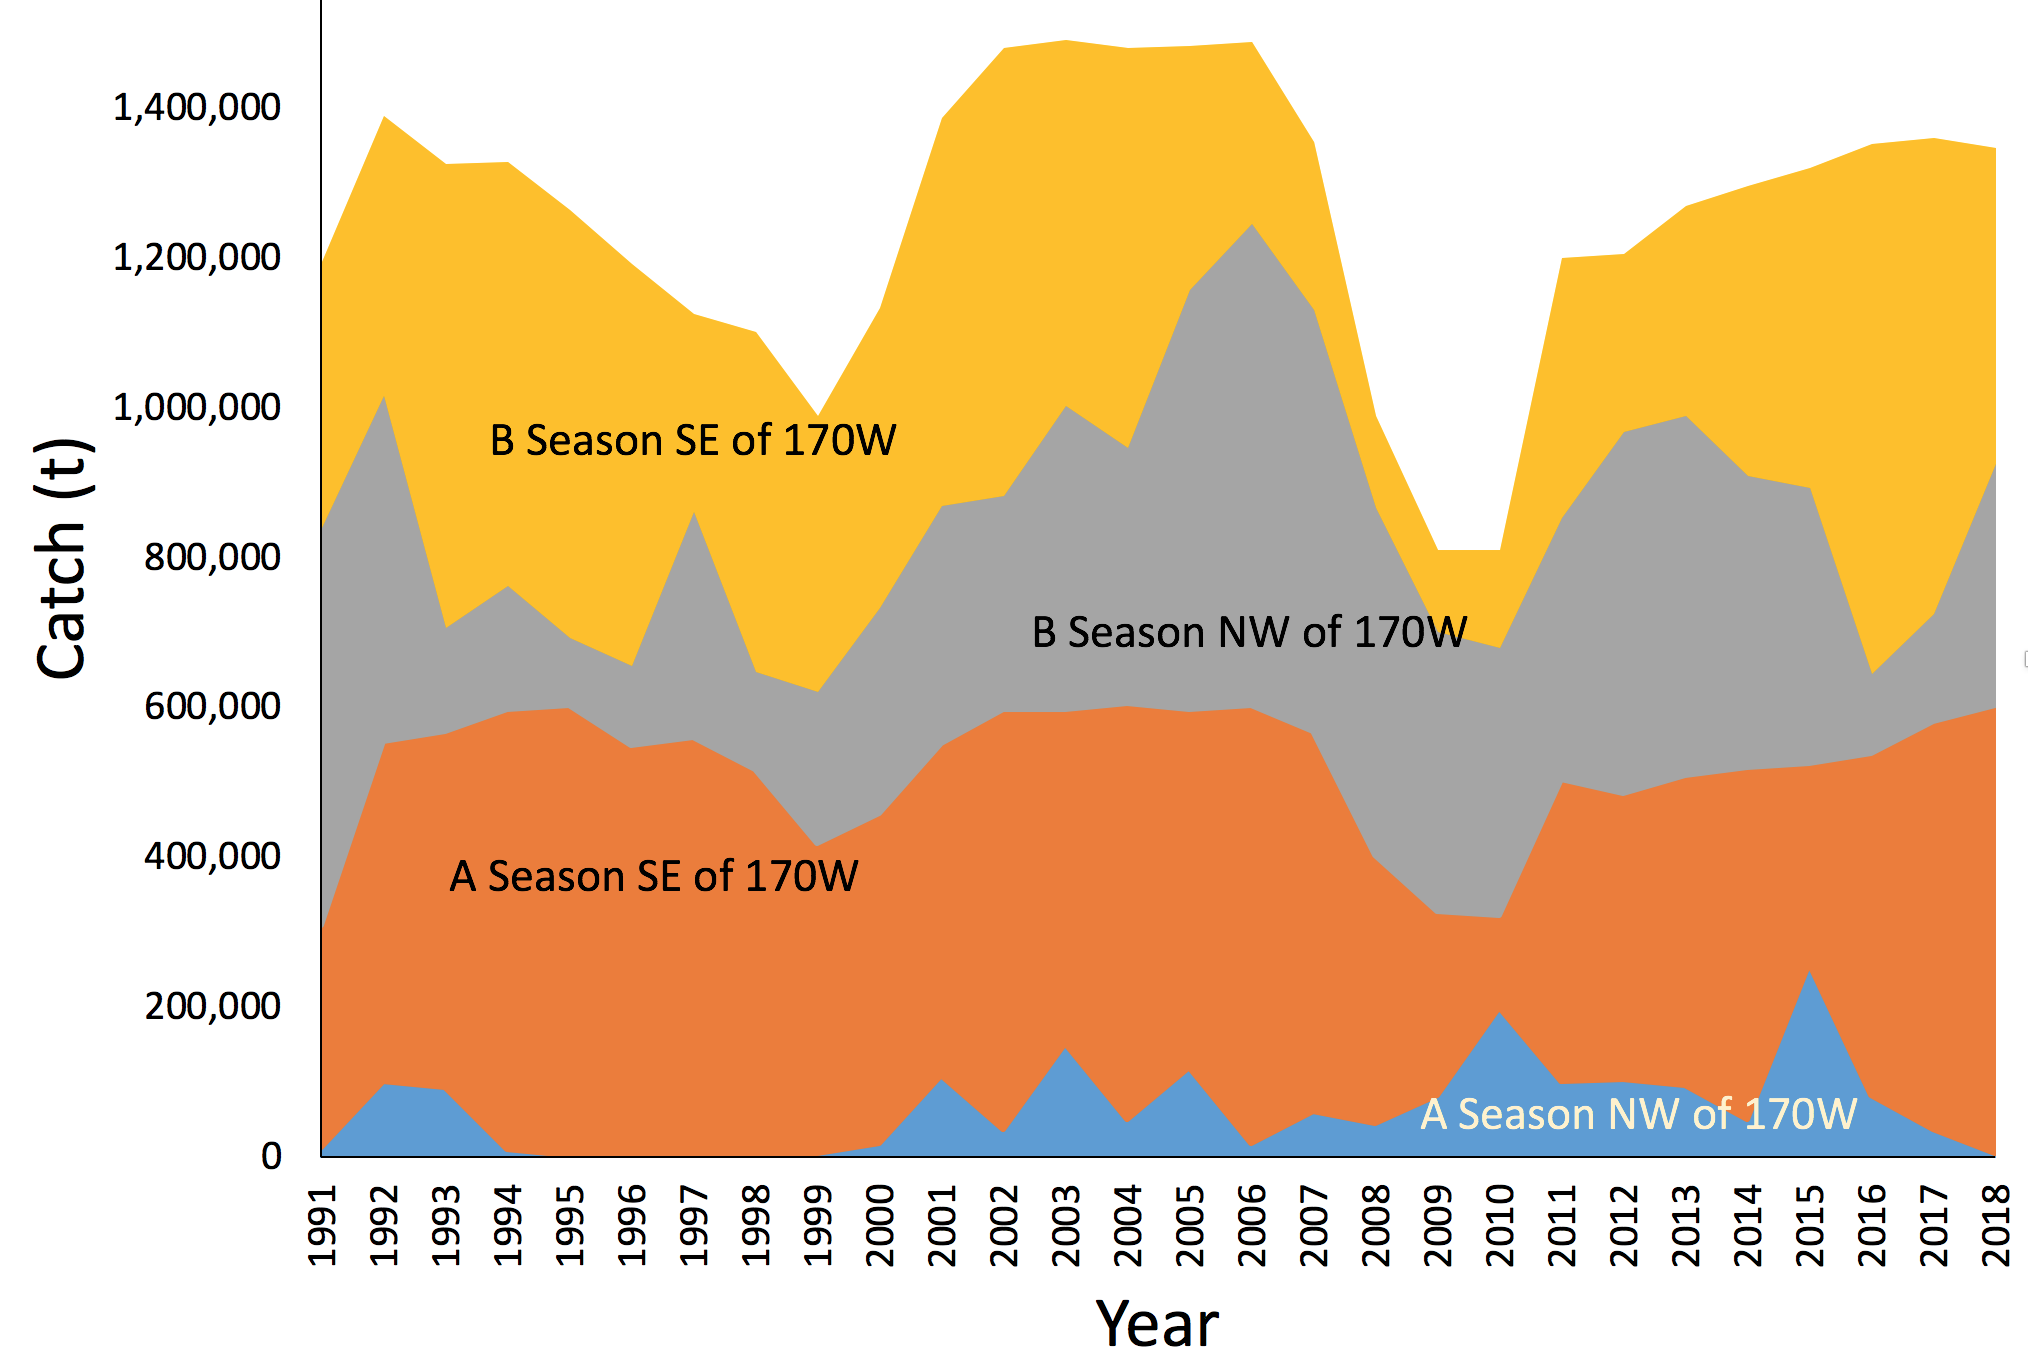 1,400,000
1,200,000
1,000,000
800,000
600,000
400,000
200,000
0
Catch (t)
B Season SE of 170W
B Season NW of 170W
A Season SE of 170W
A Season NW of 170W
1991 1992 1993 1994 1995 1996 1997 1998 1999 2000 2001 2002 2003 2004 2005 2006 2007 2008 2009 2010 2011 2012 2013 2014 2015 2016 2017 2018
Year